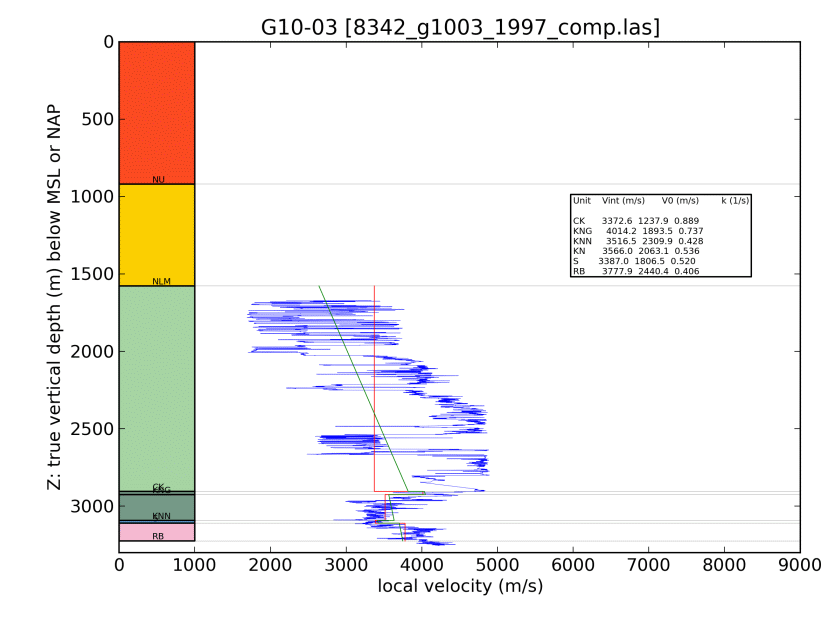 G10-03 [8342_g1003_1997_comp.las]
Z: true vertical depth (m) below MSL or NAP
0
500
1000
1500
2000
2500
3000
NU
NLM
CK
KNG
KNN
RB
Unit Vint (m/s) V0 (m/s) k (1/s)
CK 3372.6 1237.9 0.889
KNG 4014.2 1893.5 0.737
KNN 3516.5 2309.9 0.428
KN 3566.0 2063.1 0.536
S 3387.0 1806.5 0.520
RB 3777.9 2440.4 0.406
0 1000 2000 3000 4000 5000 6000 7000 8000 9000
local velocity (m/s)